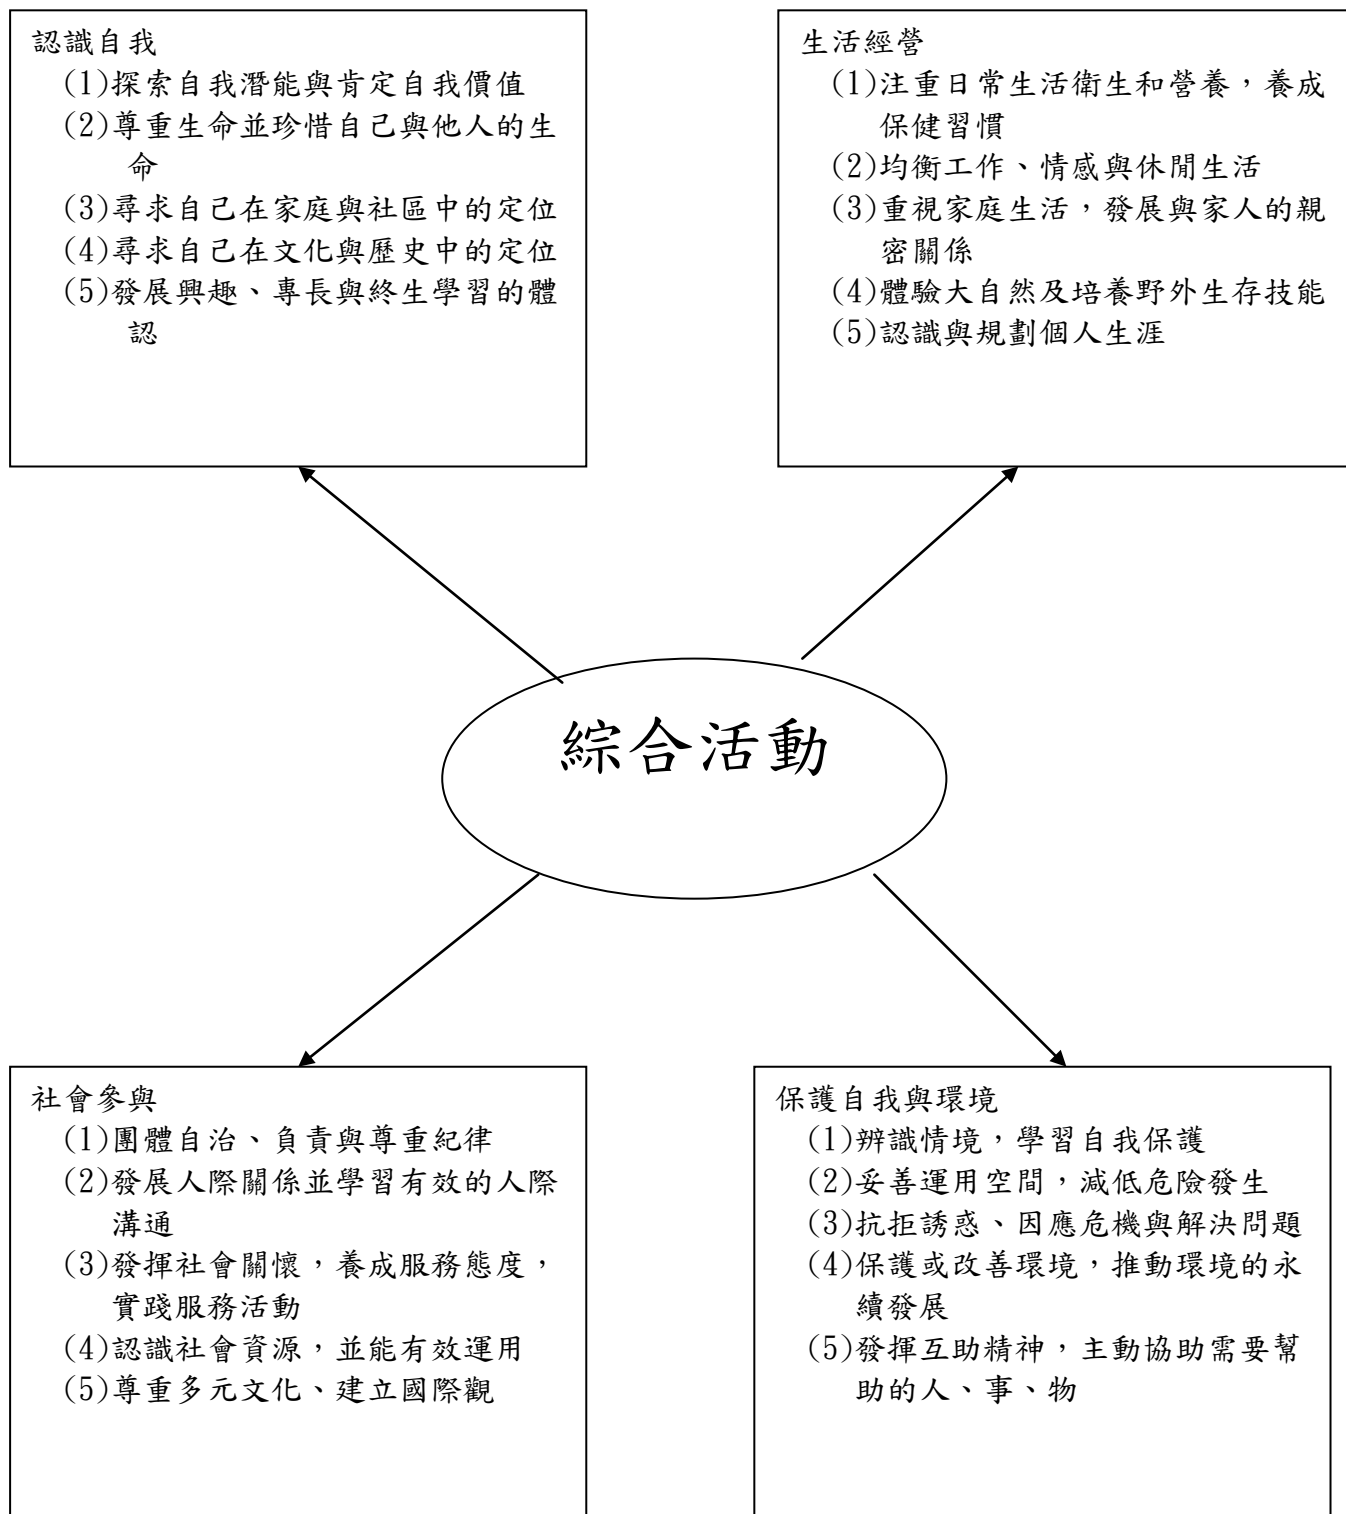 認識自我
(1)探索自我潛能與肯定自我價值
(2)尊重生命並珍惜自己與他人的生
命
(3)尋求自己在家庭與社區中的定位
(4)尋求自己在文化與歷史中的定位
(5)發展興趣、專長與終生學習的體
認
生活經營
(1)注重日常生活衛生和營養，養成
保健習慣
(2)均衡工作、情感與休閒生活
(3)重視家庭生活，發展與家人的親
密關係
(4)體驗大自然及培養野外生存技能
(5)認識與規劃個人生涯
綜合活動
社會參與
(1)團體自治、負責與尊重紀律
(2)發展人際關係並學習有效的人際
溝通
(3)發揮社會關懷，養成服務態度，
實踐服務活動
(4)認識社會資源，並能有效運用
(5)尊重多元文化、建立國際觀
保護自我與環境
(1)辨識情境，學習自我保護
(2)妥善運用空間，減低危險發生
(3)抗拒誘惑、因應危機與解決問題
(4)保護或改善環境，推動環境的永
續發展
(5)發揮互助精神，主動協助需要幫
助的人、事、物